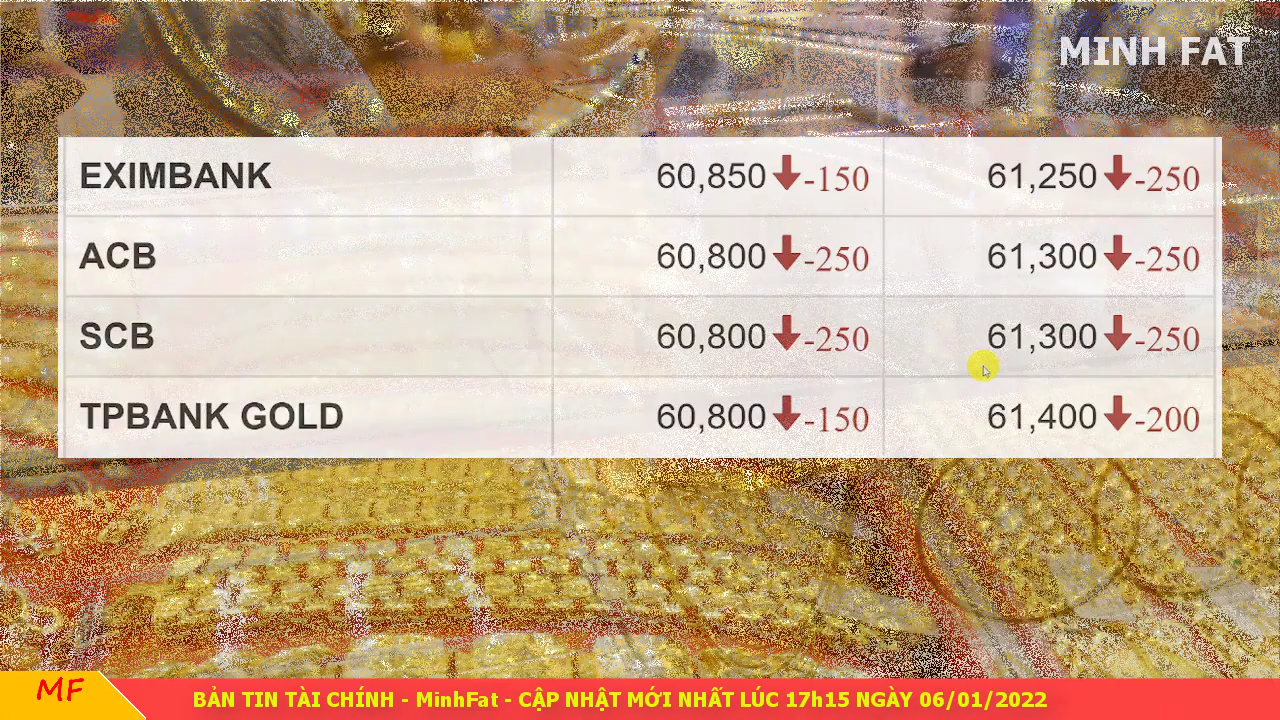 MINH FAT
EXIMBANK 60,850 -150 61,250 -250
ACB 60,800 -250 61,300 -250
SCB 60,800 -250 61,300 -250
TPBANK GOLD 60,800 -150 61,400 -200
MF
BẢN TIN TÀI CHÍNH - MinhFat - CẬP NHẬT MỚI NHẤT LÚC 17h15 NGÀY 06/01/2022